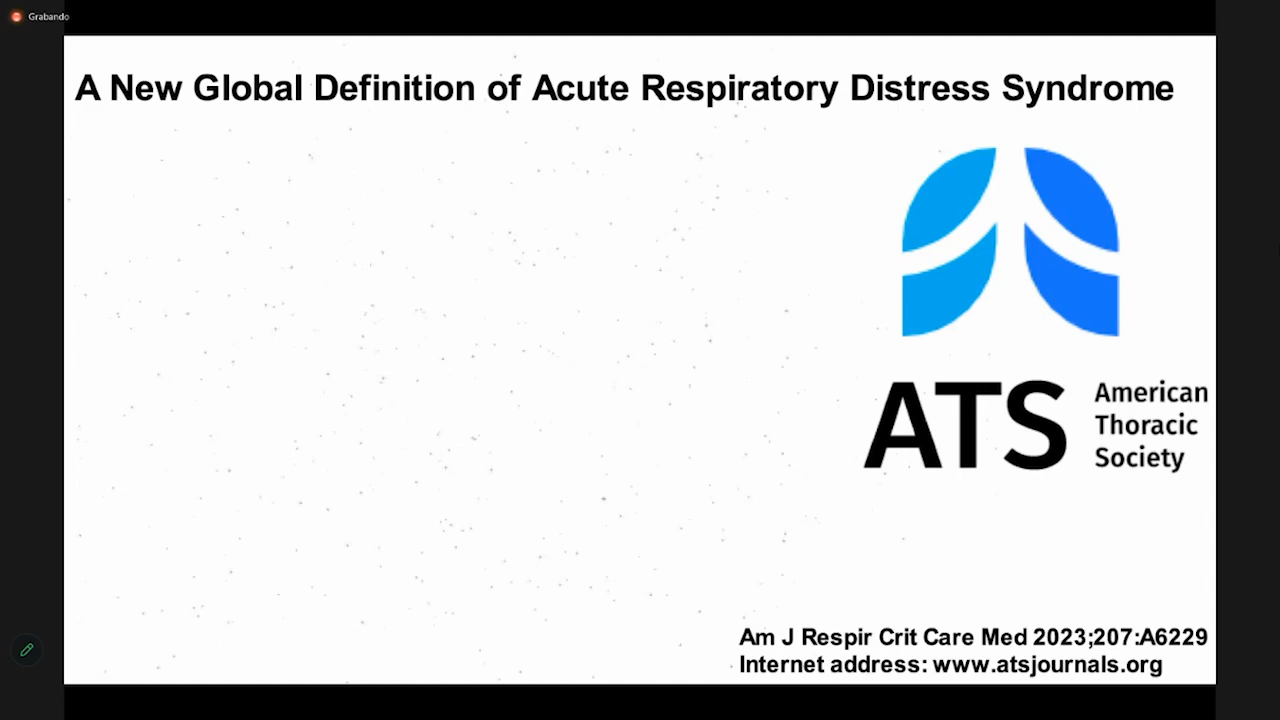 Grabando
A New Global Definition of Acute Respiratory Distress Syndrome
ATS
American
Thoracic
Society
Am J Respir Crit Care Med 2023;207:A6229
Internet address: www.atsjournals.org